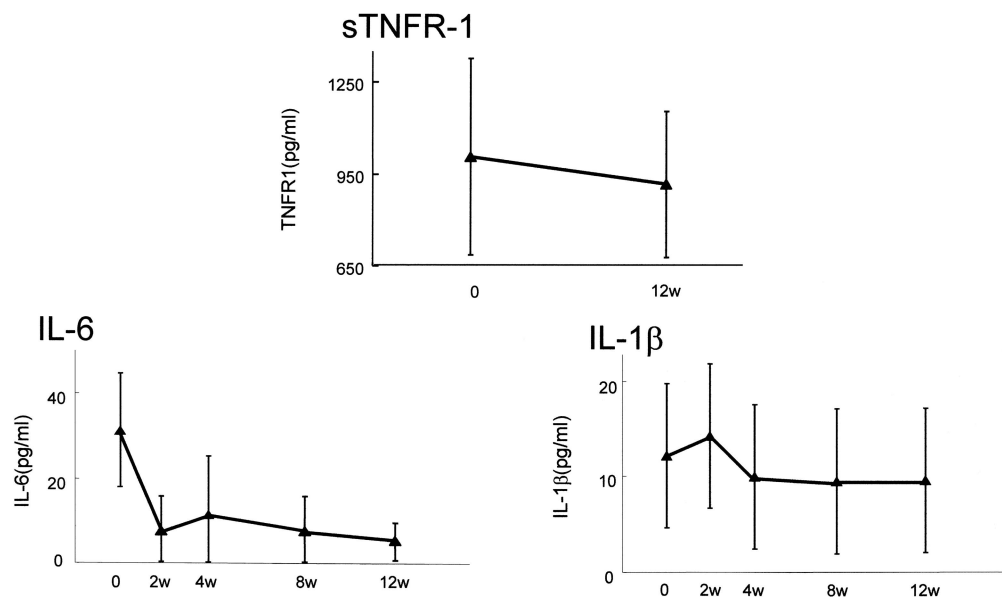 sTNFR-1
TNFR1(pg/ml)
1250
950
650
0 12w
IL-6
IL-6(pg/ml)
40
20
0
0 2w 4w 8w 12w
IL-1β
IL-1β(pg/ml)
20
10
0
0 2w 4w 8w 12w